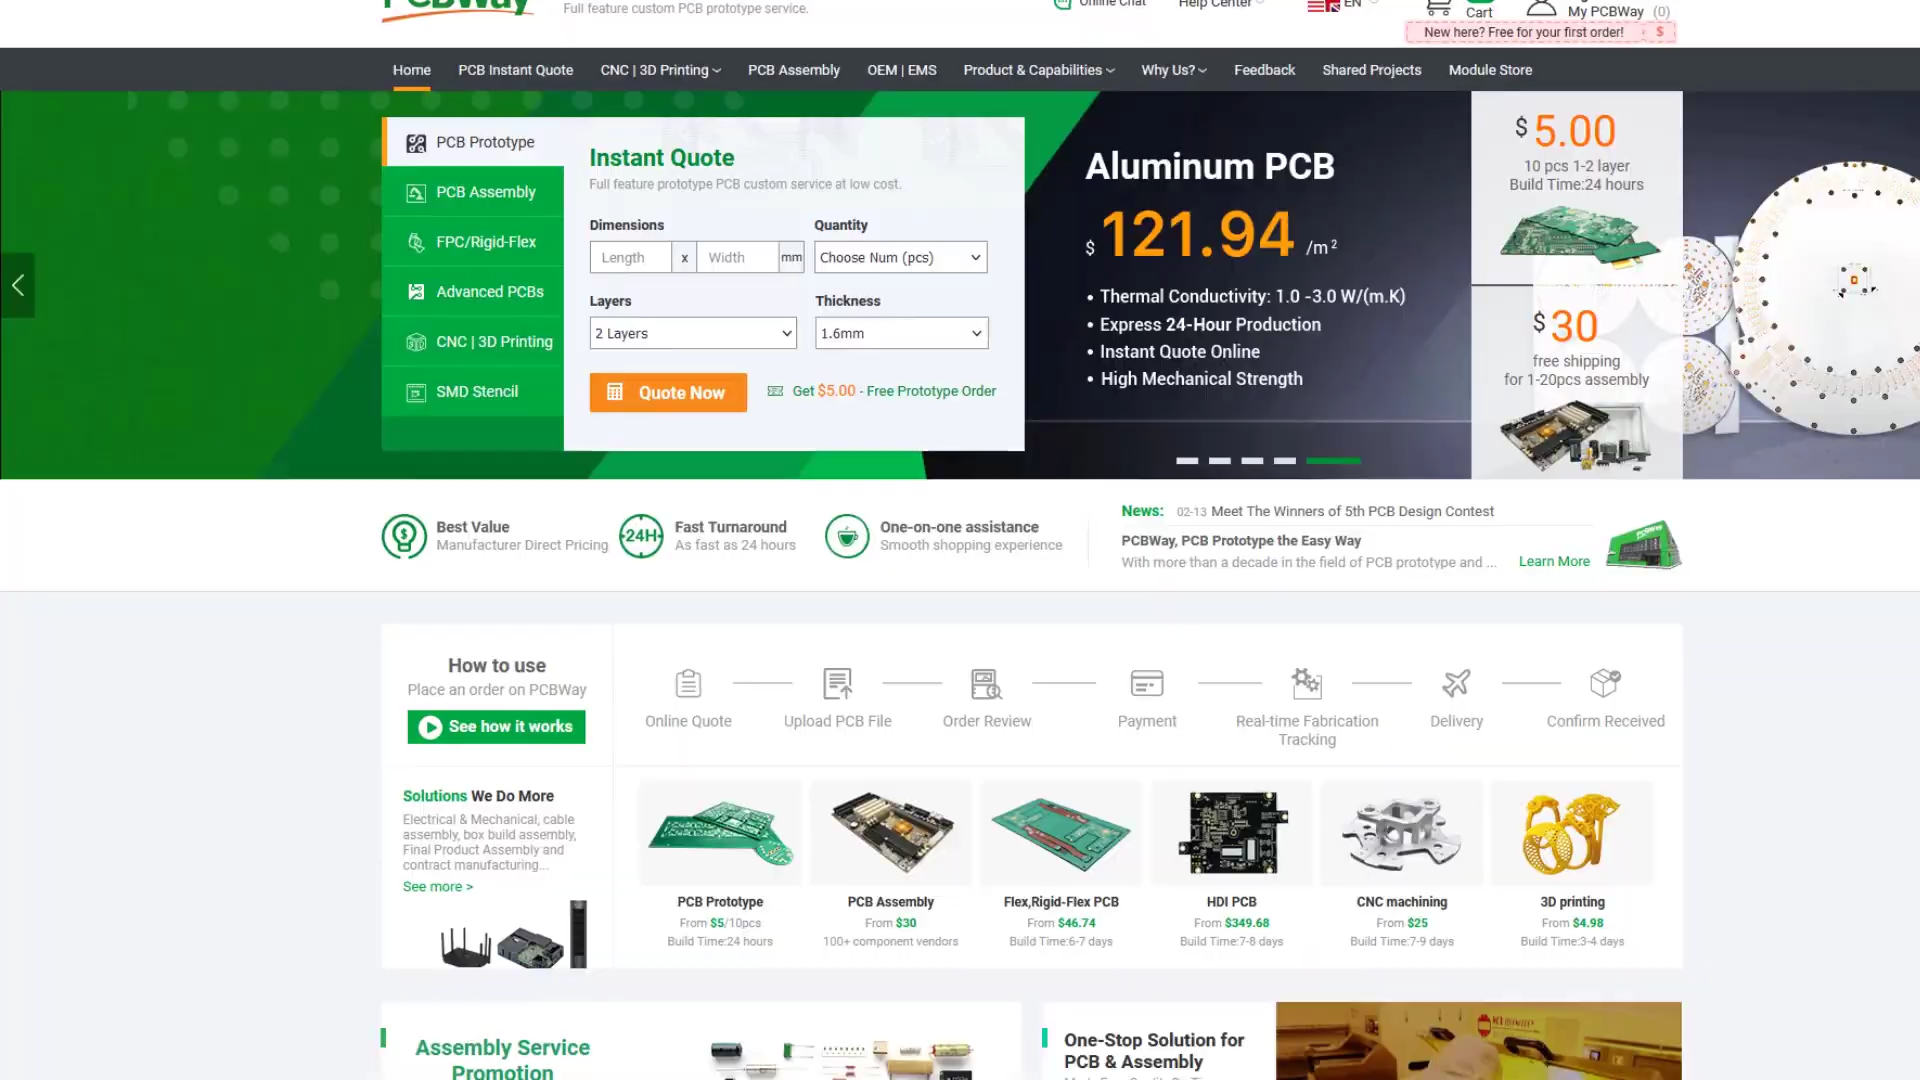 PCBWay
Full feature custom PCB prototype service.
Online Chat
Help Center
EN
Cart
My PCBWay (0)
New here? Free for your first order!
$
Home
PCB Instant Quote
CNC | 3D Printing
PCB Assembly
OEM | EMS
Product & Capabilities
Why Us?
Feedback
Shared Projects
Module Store
PCB Prototype
PCB Assembly
FPC/Rigid-Flex
Advanced PCBs
CNC | 3D Printing
SMD Stencil
Instant Quote
Full feature prototype PCB custom service at low cost.
Dimensions
Quantity
Length x Width mm
Choose Num (pcs)
Layers
Thickness
2 Layers
1.6mm
Quote Now
Get $5.00 - Free Prototype Order
Aluminum PCB
$ 121.94 /m²
• Thermal Conductivity: 1.0 -3.0 W/(m.K)
• Express 24-Hour Production
• Instant Quote Online
• High Mechanical Strength
$ 5.00
10 pcs 1-2 layer
Build Time:24 hours
$ 30
free shipping
for 1-20pcs assembly
Best Value
Manufacturer Direct Pricing
24H
Fast Turnaround
As fast as 24 hours
One-on-one assistance
Smooth shopping experience
News: 02-13 Meet The Winners of 5th PCB Design Contest
PCBWay, PCB Prototype the Easy Way
With more than a decade in the field of PCB prototype and ...
Learn More
How to use
Place an order on PCBWay
See how it works
Online Quote
Upload PCB File
Order Review
Payment
Real-time Fabrication
Tracking
Delivery
Confirm Received
Solutions We Do More
Electrical & Mechanical, cable
assembly, box build assembly,
Final Product Assembly and
contract manufacturing...
See more >
PCB Prototype
From $5/10pcs
Build Time:24 hours
PCB Assembly
From $30
100+ component vendors
Flex,Rigid-Flex PCB
From $46.74
Build Time:6-7 days
HDI PCB
From $349.68
Build Time:7-8 days
CNC machining
From $25
Build Time:7-9 days
3D printing
From $4.98
Build Time:3-4 days
Assembly Service
Promotion
One-Stop Solution for
PCB & Assembly